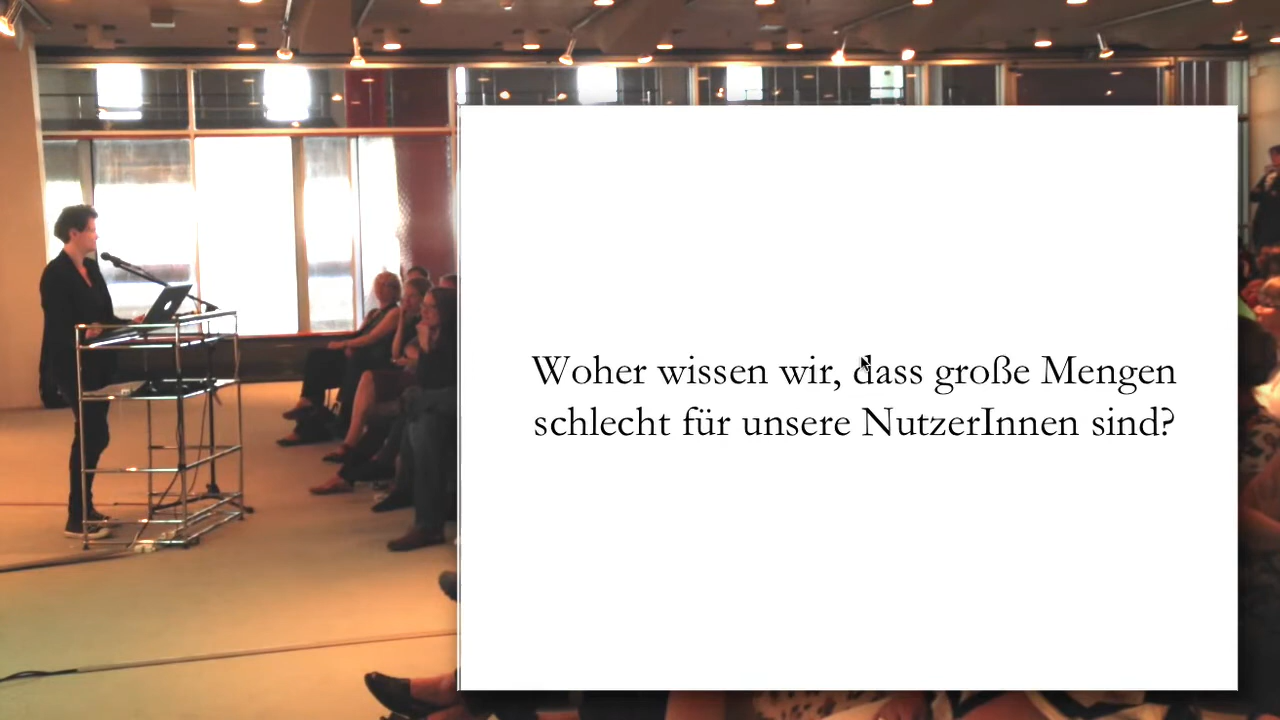 Woher wissen wir, dass große Mengen
schlecht für unsere NutzerInnen sind?